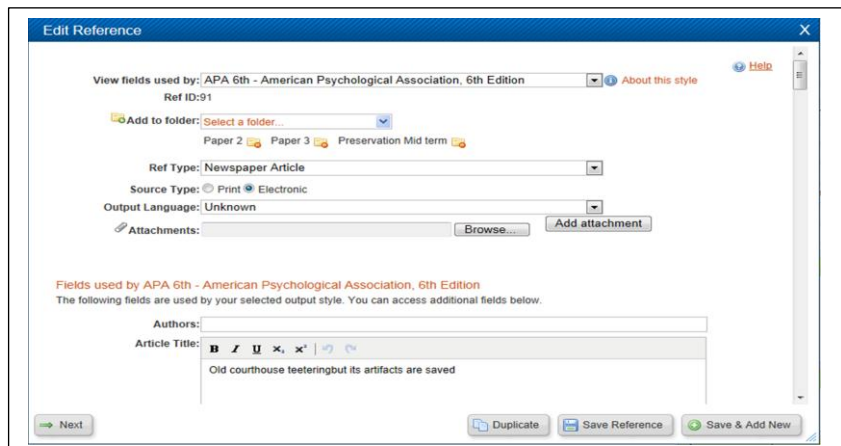 Edit Reference X
Help
View fields used by: APA 6th - American Psychological Association, 6th Edition About this style
Ref ID: 91
Add to folder: Select a folder...
Paper 2 Paper 3 Preservation Mid term
Ref Type: Newspaper Article
Source Type: Print Electronic
Output Language: Unknown
Attachments: Browse... Add attachment
Fields used by APA 6th - American Psychological Association, 6th Edition
The following fields are used by your selected output style. You can access additional fields below.
Authors:
Article Title: B I U x, x²
Old courthouse teeteringbut its artifacts are saved
Next Duplicate Save Reference Save & Add New